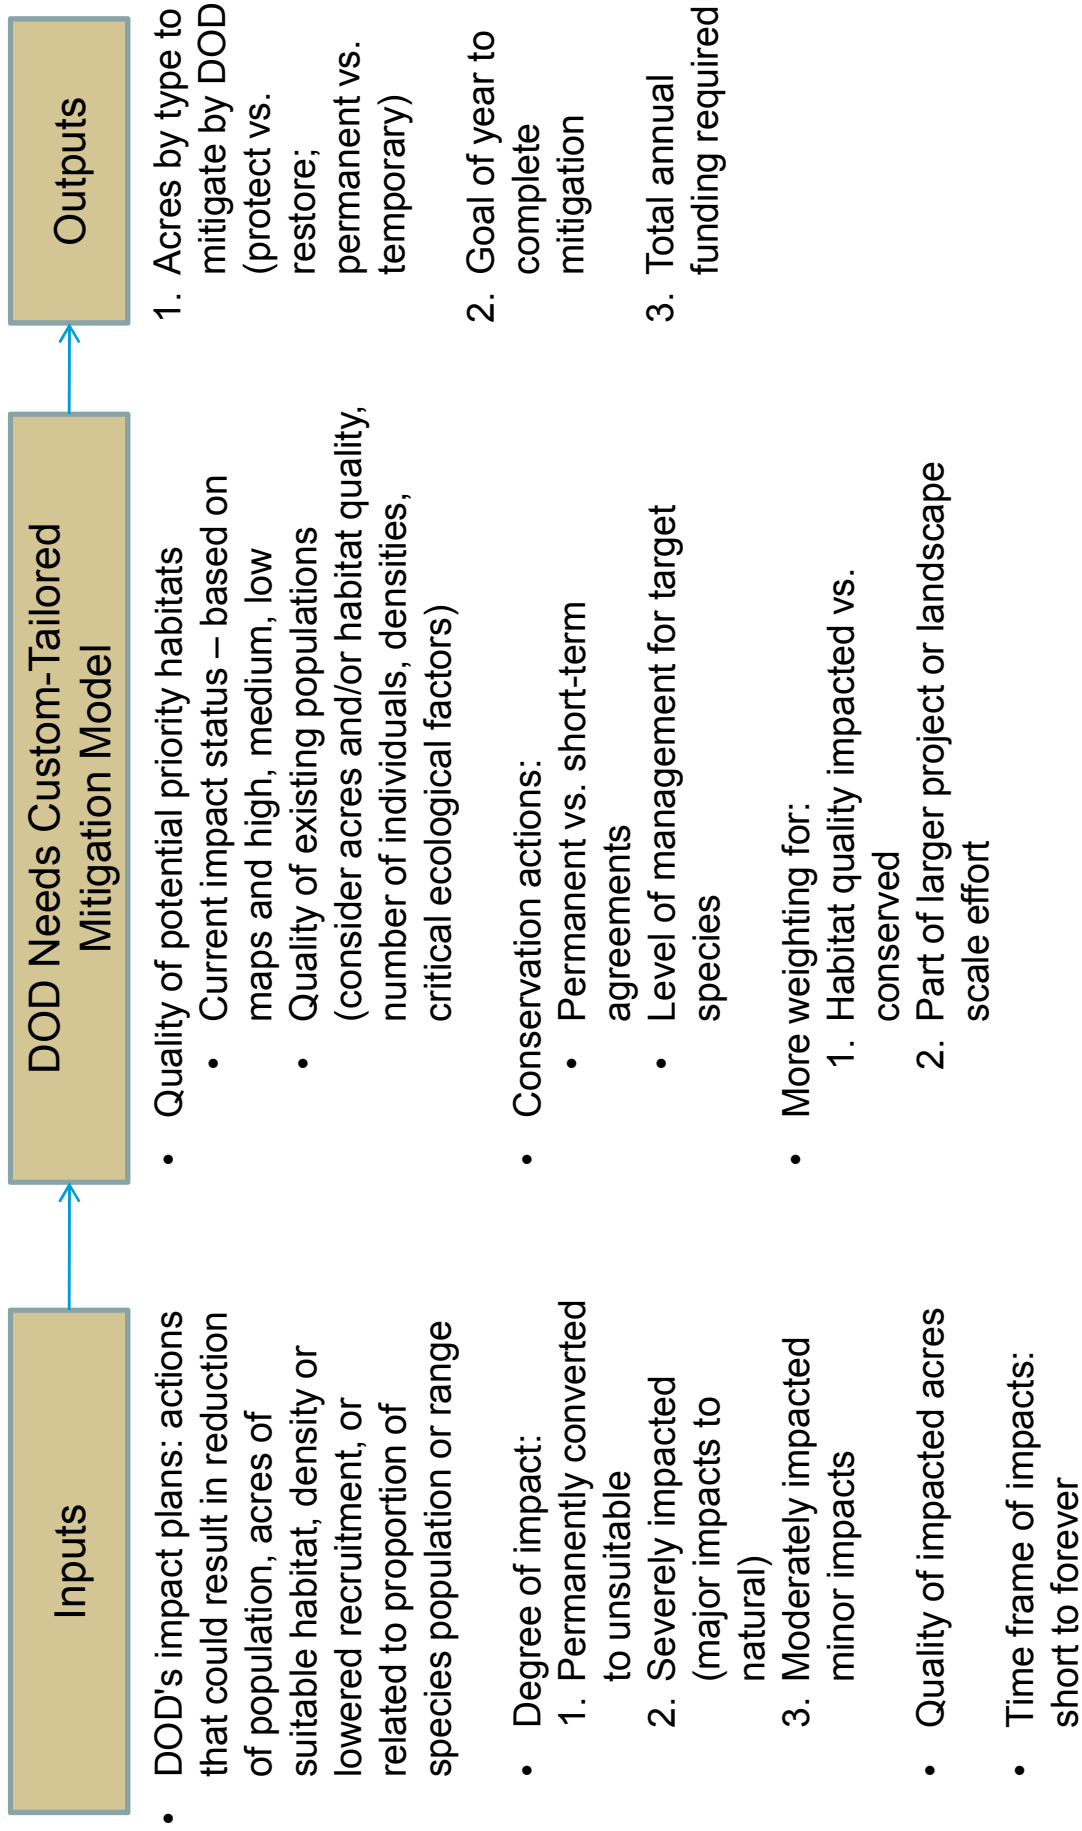 Inputs
• DOD's impact plans: actions
that could result in reduction
of population, acres of
suitable habitat, density or
lowered recruitment, or
related to proportion of
species population or range
• Degree of impact:
1. Permanently converted
to unsuitable
2. Severely impacted
(major impacts to
natural)
3. Moderately impacted
minor impacts
• Quality of impacted acres
• Time frame of impacts:
short to forever
DOD Needs Custom-Tailored
Mitigation Model
• Quality of potential priority habitats
• Current impact status – based on
maps and high, medium, low
• Quality of existing populations
(consider acres and/or habitat quality,
number of individuals, densities,
critical ecological factors)
• Conservation actions:
• Permanent vs. short-term
agreements
• Level of management for target
species
• More weighting for:
1. Habitat quality impacted vs.
conserved
2. Part of larger project or landscape
scale effort
Outputs
1. Acres by type to
mitigate by DOD
(protect vs.
restore;
permanent vs.
temporary)
2. Goal of year to
complete
mitigation
3. Total annual
funding required